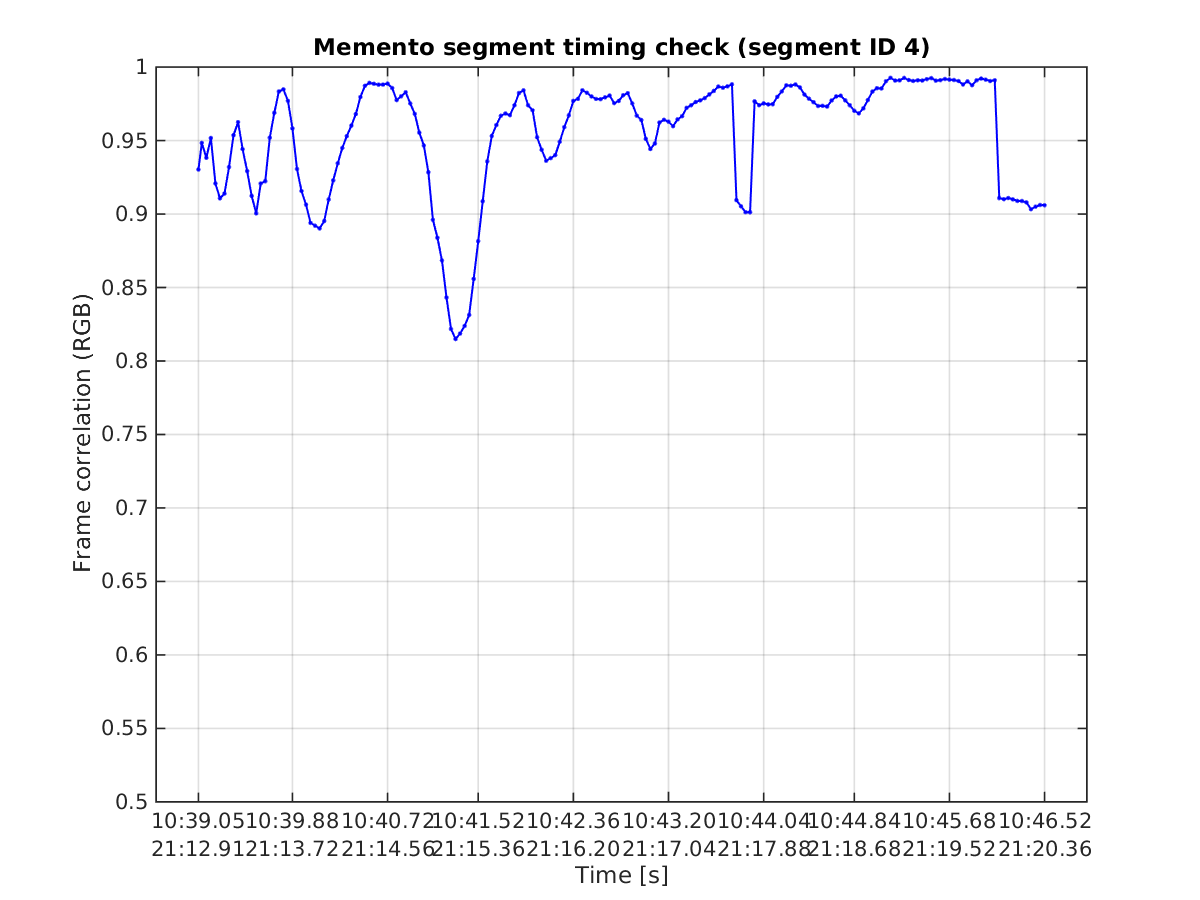 Memento segment timing check (segment ID 4)
1
0.95
0.9
0.85
0.8
0.75
0.7
0.65
0.6
0.55
0.5
Frame correlation (RGB)
10:39.05 10:39.88 10:40.72 10:41.52 10:42.36 10:43.20 10:44.04 10:44.84 10:45.68 10:46.52
21:12.91 21:13.72 21:14.56 21:15.36 21:16.20 21:17.04 21:17.88 21:18.68 21:19.52 21:20.36
Time [s]